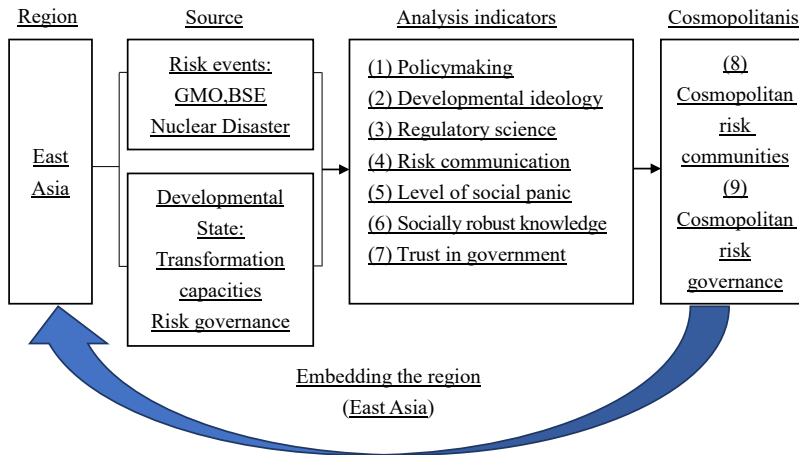 Region
Source
Analysis indicators
Cosmopolitanis
East
Asia
Risk events:
GMO,BSE
Nuclear Disaster
Developmental
State:
Transformation
capacities
Risk governance
(1) Policymaking
(2) Developmental ideology
(3) Regulatory science
(4) Risk communication
(5) Level of social panic
(6) Socially robust knowledge
(7) Trust in government
(8)
Cosmopolitan
risk
communities
(9)
Cosmopolitan
risk
governance
Embedding the region
(East Asia)